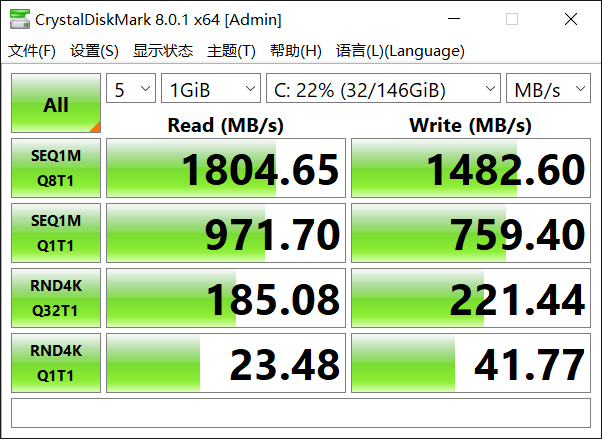 CrystalDiskMark 8.0.1 x64 [Admin]
文件(F) 设置(S) 显示状态 主题(T) 帮助(H) 语言(L)(Language)
All 5 1GiB C: 22% (32/146GiB) MB/s
Read (MB/s) Write (MB/s)
SEQ1M
Q8T1
1804.65 1482.60
SEQ1M
Q1T1
971.70 759.40
RND4K
Q32T1
185.08 221.44
RND4K
Q1T1
23.48 41.77